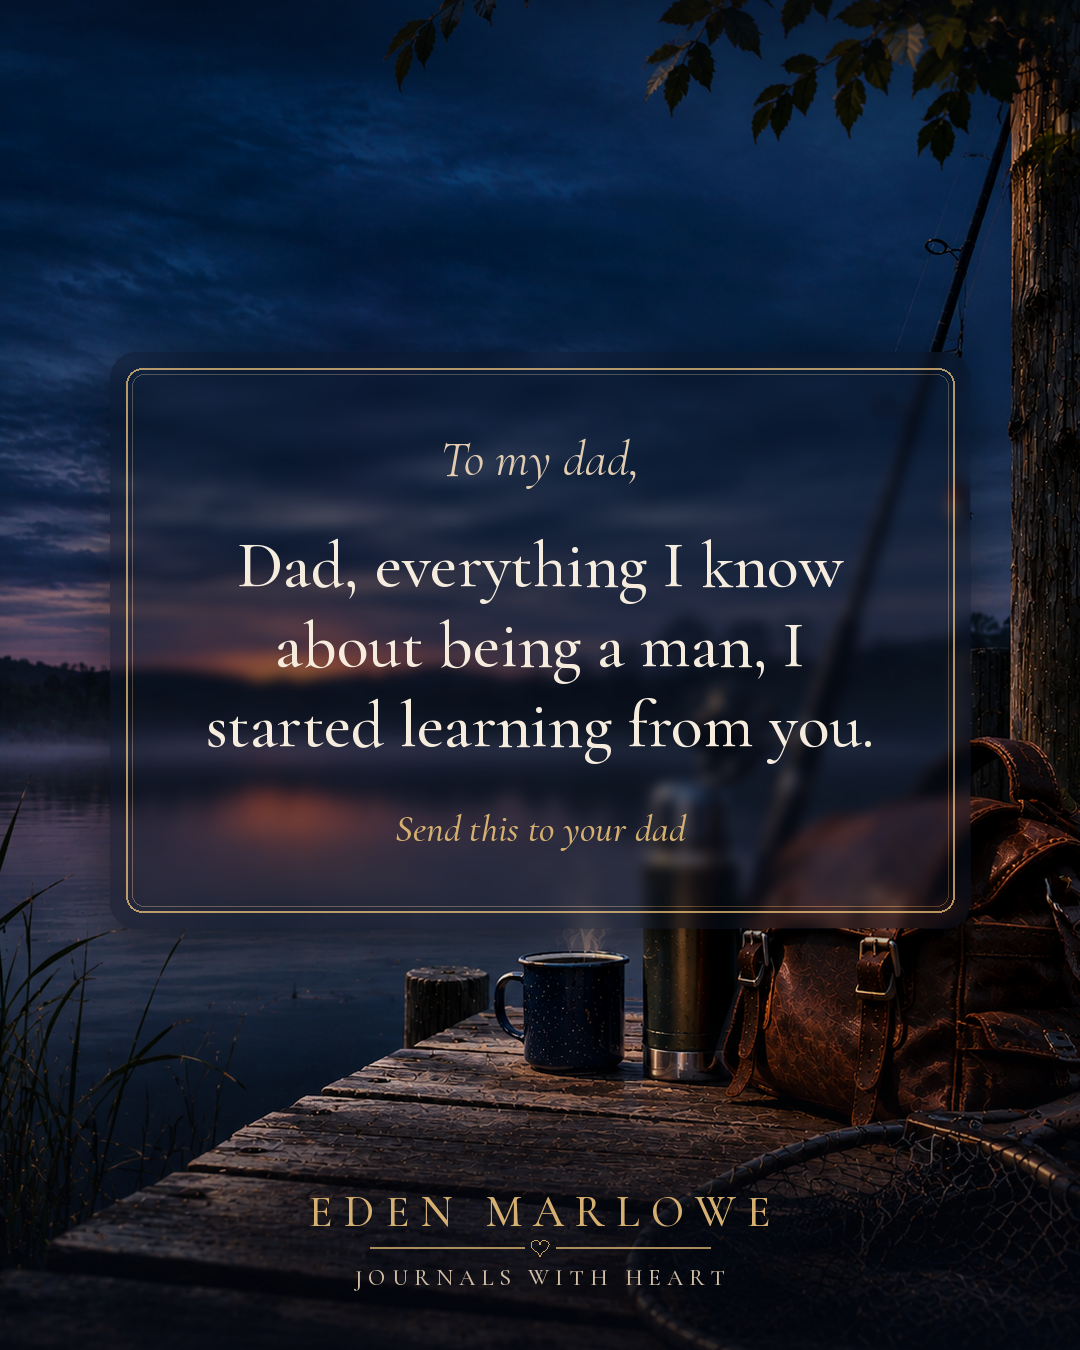 To my dad,
Dad, everything I know
about being a man, I
started learning from you.
Send this to your dad
EDEN MARLOWE
JOURNALS WITH HEART